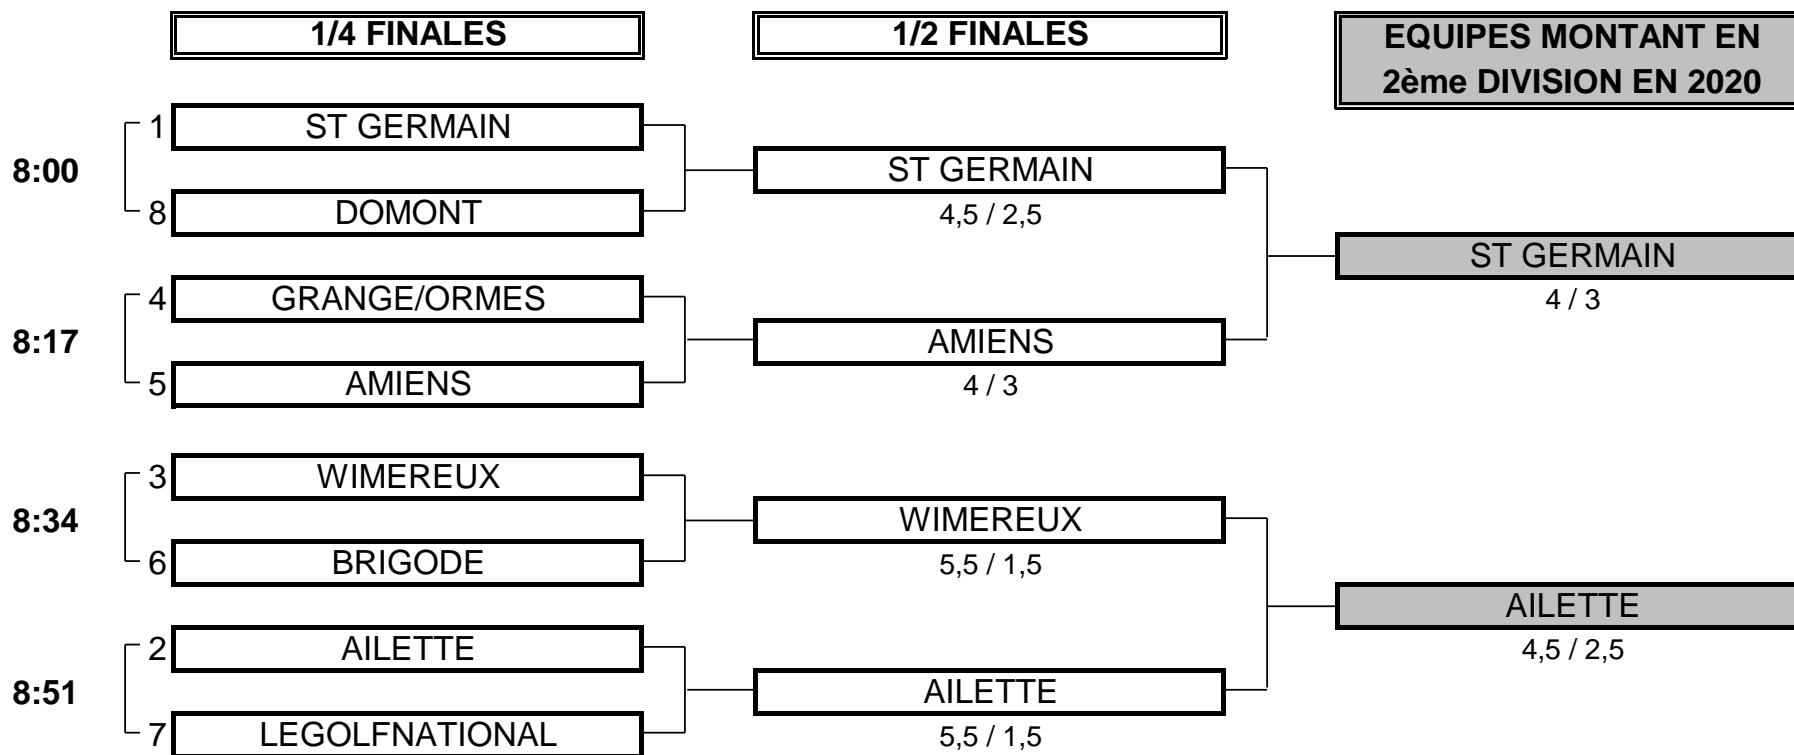 1/4 FINALES
1/2 FINALES
EQUIPES MONTANT EN
2ème DIVISION EN 2020
8:00
1 ST GERMAIN
8 DOMONT
ST GERMAIN
4,5 / 2,5
8:17
4 GRANGE/ORMES
5 AMIENS
AMIENS
4 / 3
ST GERMAIN
4 / 3
8:34
3 WIMEREUX
6 BRIGODE
WIMEREUX
5,5 / 1,5
8:51
2 AILETTE
7 LEGOLFNATIONAL
AILETTE
5,5 / 1,5
AILETTE
4,5 / 2,5